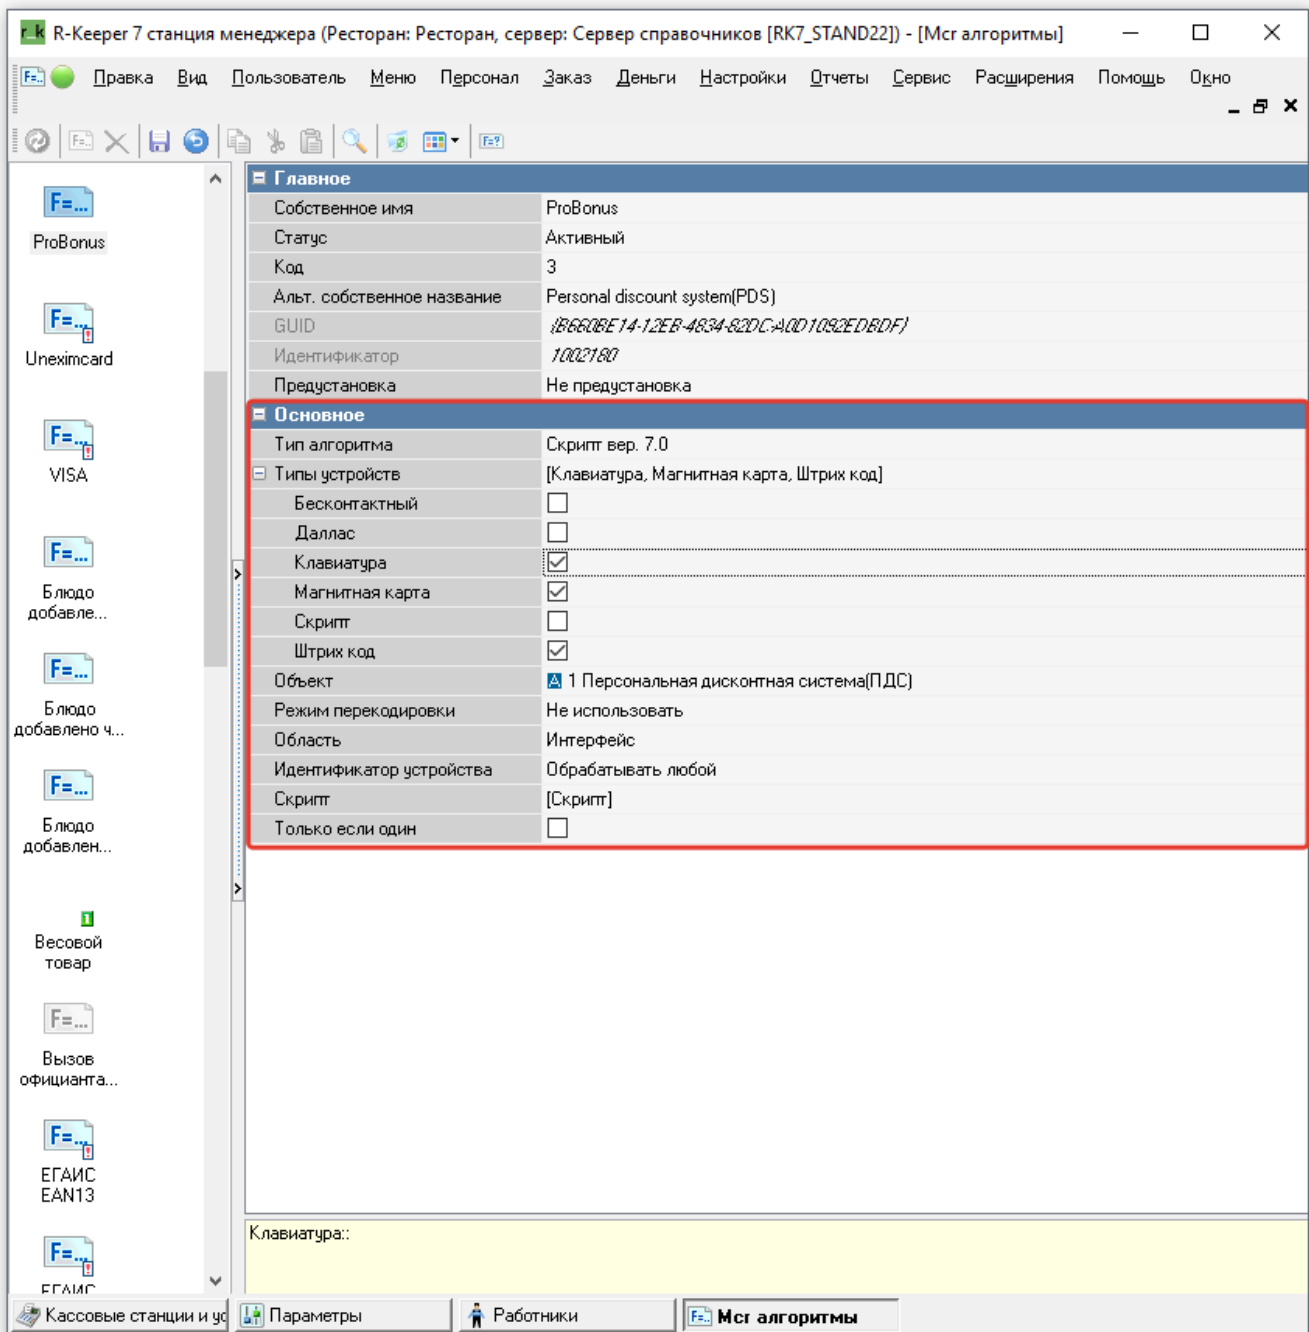 r_k R-Keeper 7 станция менеджера (Ресторан: Ресторан, сервер: Сервер справочников [RK7_STAND22]) - [Mcr алгоритмы]
Правка Вид Пользователь Меню Персонал Заказ Деньги Настройки Отчеты Сервис Расширения Помощь Окно
F=...
ProBonus
F=...
Uneximcard
F=...
VISA
F=...
Блюдо
добавле...
F=...
Блюдо
добавлено ч...
F=...
Блюдо
добавлен...
1
Весовой
товар
F=...
Вызов
официанта...
F=...
ЕГАИС
EAN13
F=...
ЕГАИС
Главное
Собственное имя ProBonus
Статус Активный
Код 3
Альт. собственное название Personal discount system(PDS)
GUID {B660BE14-12EB-4834-82DC-A0D1092EDBDF}
Идентификатор 1002180
Предустановка Не предустановка
Основное
Тип алгоритма Скрипт вер. 7.0
Типы устройств [Клавиатура, Магнитная карта, Штрих код]
Бесконтактный
Даллас
Клавиатура
Магнитная карта
Скрипт
Штрих код
Объект A 1 Персональная дисконтная система(ПДС)
Режим перекодировки Не использовать
Область Интерфейс
Идентификатор устройства Обрабатывать любой
Скрипт [Скрипт]
Только если один
Клавиатура::
Кассовые станции и ус Параметры Работники F=... Mcr алгоритмы